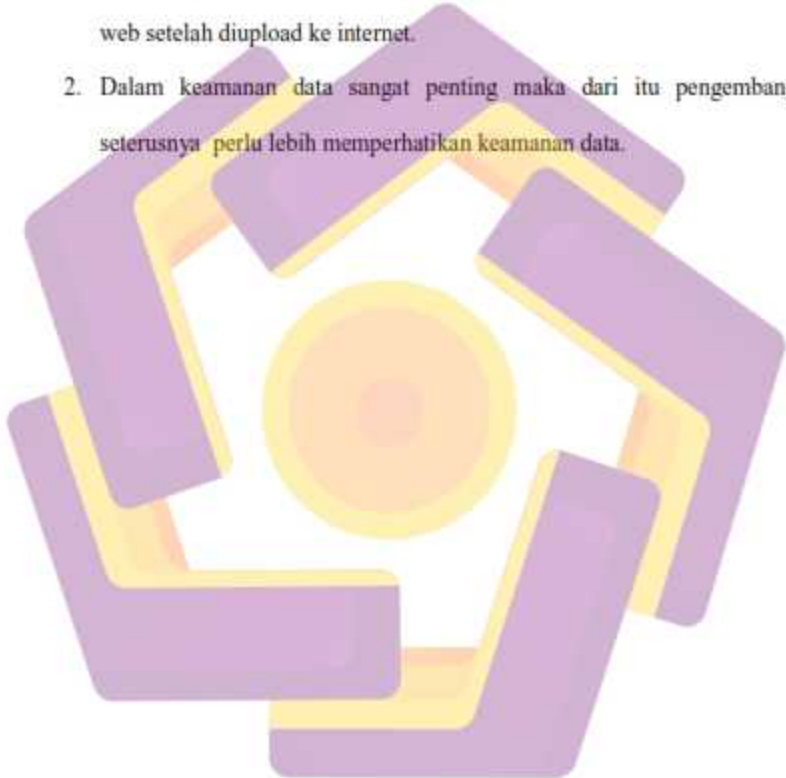 web setelah diupload ke internet.
2. Dalam keamanan data sangat penting maka dari itu pengemban
seterusnya perlu lebih memperhatikan keamanan data.